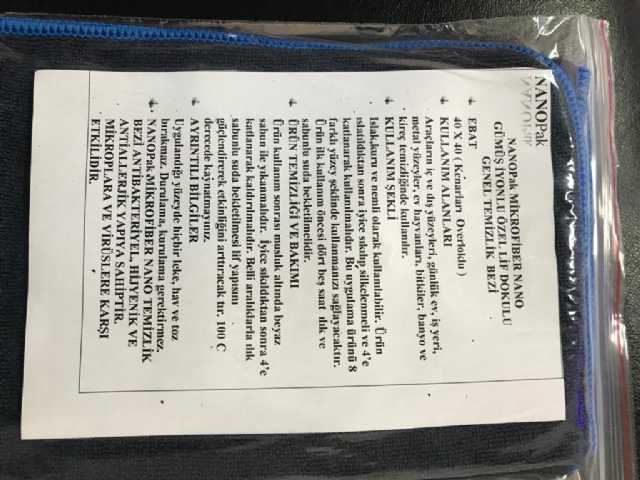 NANOPak
NANOPak MİKROFİBER NANO
GÜMÜŞ İYONLU ÖZEL LİF DOKULU
GENEL TEMİZLİK BEZİ
EBAT
40 X 40 ( Kenarları Overloklu )
KULLANIM ALANLARI
Araçların iç ve dış yüzeyleri, günlük ev, iş yeri,
metal yüzeyler, ev hayvanları, bitkiler, banyo ve
kireç temizliğinde kullanılır.
KULLANIM ŞEKLİ
Islak,kuru ve nemli olarak kullanılabilir. Ürün
ıslatıldıktan sonra iyice sıkılıp silkelenmeli ve 4'e
katlanarak kullanılmalıdır. Bu uygulama ürünü 8
farklı yüzey şeklinde kullanmanızı sağlayacaktır.
Ürün ilk kullanım öncesi dört beş saat ılık ve
sabunlu suda bekletilmelidir.
ÜRÜN TEMİZLİĞİ VE BAKIMI
Ürün kullanım sonrası musluk altında beyaz
sabun ile yıkanmalıdır. İyice sıkıldıktan sonra 4'e
katlanarak kaldırılmalıdır. Belli aralıklarla ılık
sabunlu suda bekletilmesi lif yapısını
güçlendirerek etkinliğini arttıracak tır. 100 C
derecede kaynatmayınız.
AYRINTILI BİLGİLER
Uygulandığı yüzeyde hiçbir leke, hav ve toz
bırakmaz. Durulama, kurulama gerektirmez.
NANOPak MİKROFİBER NANO TEMİZLİK
BEZİ ANTİBAKTERİYEL, HİJYENİK VE
ANTİALLERJİK YAPIYA SAHİPTİR.
MİKROPLARA VE VİRÜSLERE KARŞI
ETKİLİDİR.